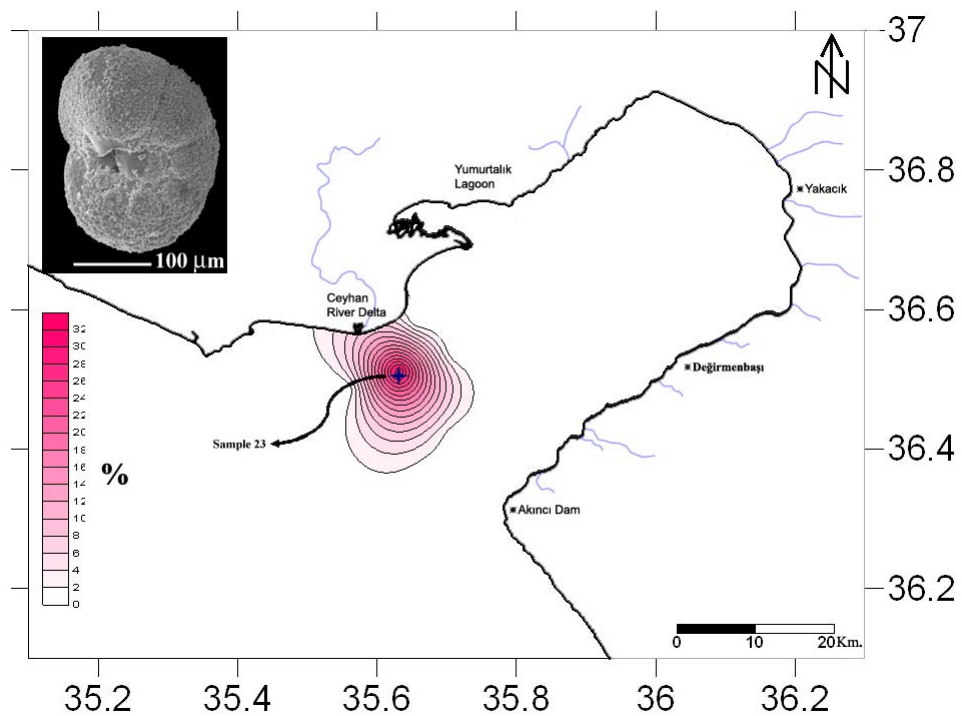 37
N
100 µm
Yumurtalık
Lagoon
36.8
Yakacık
Ceyhan
River Delta
36.6
32
30
28
26
24
22
20
18
16
14
12
10
8
6
4
2
0
%
Değirmenbaşı
Sample 23
36.4
Akıncı Dam
36.2
0 10 20 Km.
35.2 35.4 35.6 35.8 36 36.2